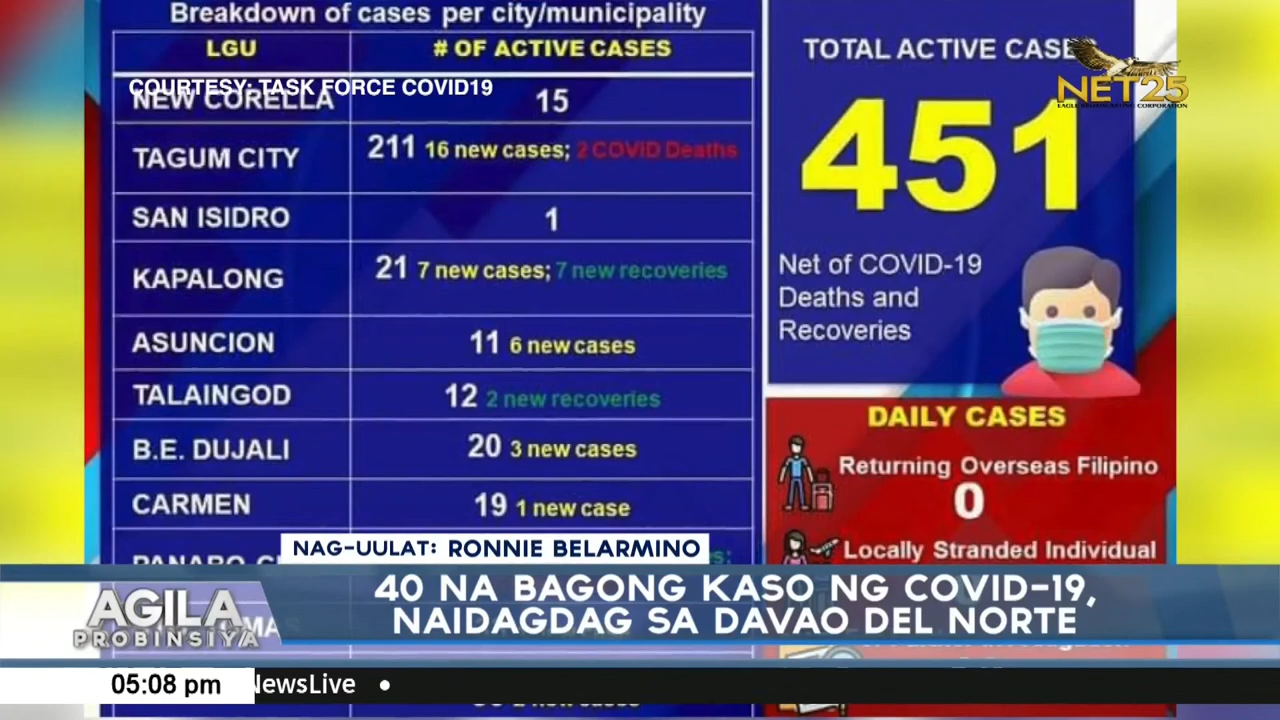 Breakdown of cases per city/municipality
LGU # OF ACTIVE CASES
COURTESY: TASK FORCE COVID19
NEW CORELLA 15
TAGUM CITY 211 16 new cases; 2 COVID Deaths
SAN ISIDRO 1
KAPALONG 21 7 new cases; 7 new recoveries
ASUNCION 11 6 new cases
TALAINGOD 12 2 new recoveries
B.E. DUJALI 20 3 new cases
CARMEN 19 1 new case
TOTAL ACTIVE CASES
NET25
EAGLE BROADCASTING CORPORATION
451
Net of COVID-19
Deaths and
Recoveries
DAILY CASES
Returning Overseas Filipino
0
Locally Stranded Individual
NAG-UULAT: RONNIE BELARMINO
AGILA
PROBINSIYA
40 NA BAGONG KASO NG COVID-19,
NAIDAGDAG SA DAVAO DEL NORTE
05:08 pm NewsLive •